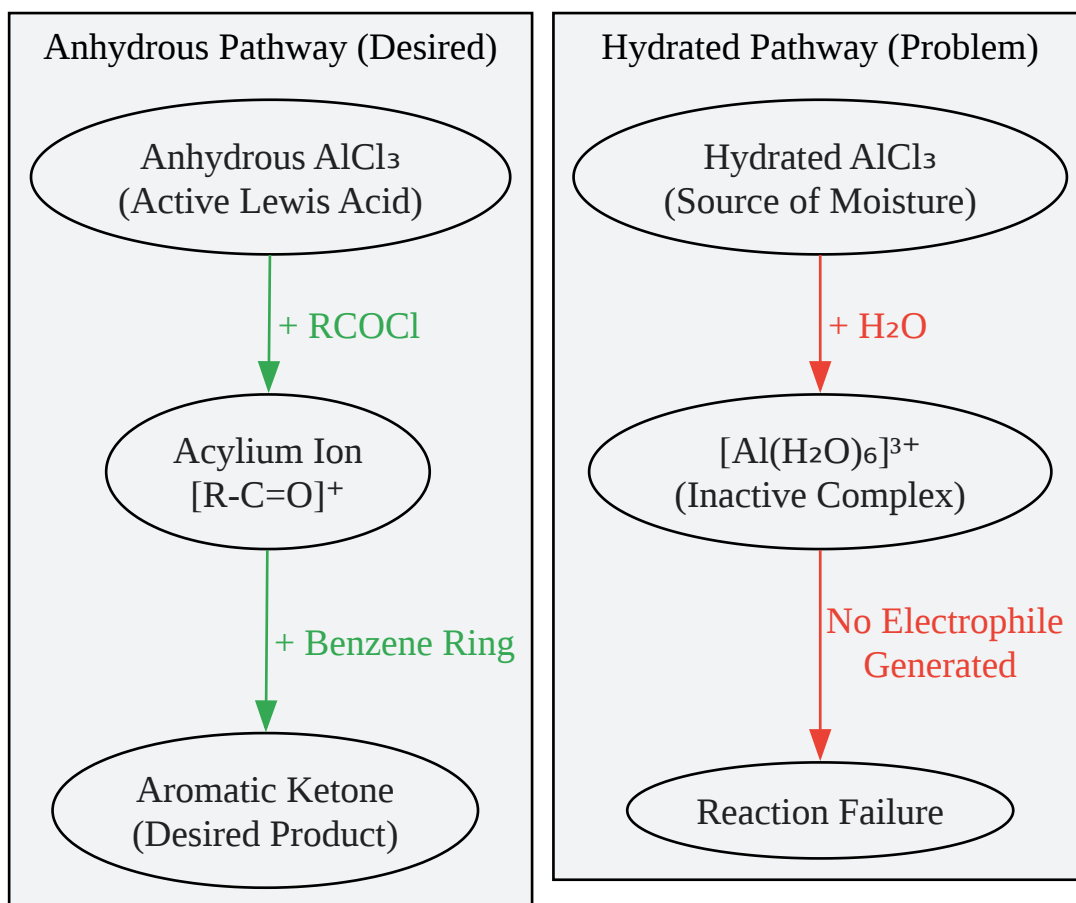 Anhydrous Pathway (Desired)
Anhydrous AlCl₃
(Active Lewis Acid)
+ RCOCl
Acylium Ion
[R-C=O]⁺
+ Benzene Ring
Aromatic Ketone
(Desired Product)
Hydrated Pathway (Problem)
Hydrated AlCl₃
(Source of Moisture)
+ H₂O
[Al(H₂O)₆]³⁺
(Inactive Complex)
No Electrophile
Generated
Reaction Failure